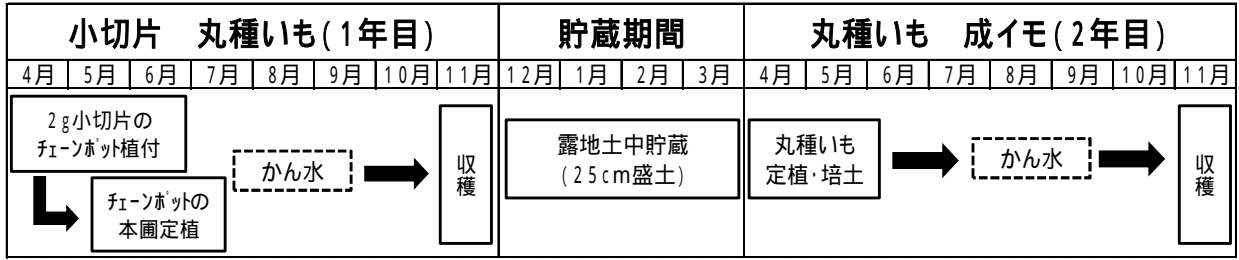 小切片 丸種いも(1年目) 貯蔵期間 丸種いも 成イモ(2年目)
4月 5月 6月 7月 8月 9月 10月 11月 12月 1月 2月 3月 4月 5月 6月 7月 8月 9月 10月 11月
2g小切片の
ﾁｪｰﾝﾎﾟｯﾄ植付
ﾁｪｰﾝﾎﾟｯﾄの
本圃定植
かん水
収穫
露地土中貯蔵
(25cm盛土)
丸種いも
定植･培土
かん水
収穫